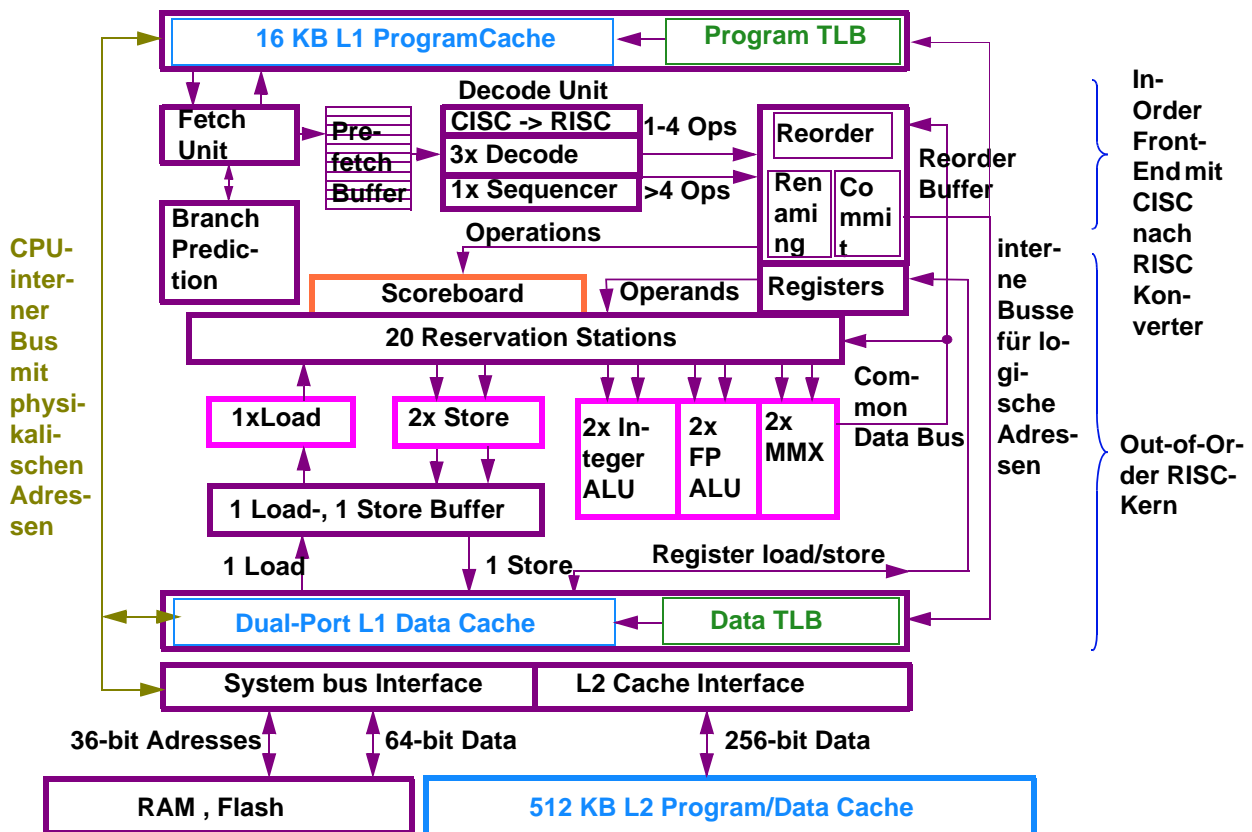 16 KB L1 ProgramCache
Program TLB
Fetch
Unit
Pre-
fetch
Buffer
Decode Unit
CISC -> RISC
3x Decode
1x Sequencer
1-4 Ops
>4 Ops
Reorder
Ren
ami
ng
Co
mmi
t
Registers
Reorder
Buffer
In-
Order
Front-
End mit
CISC
nach
RISC
Kon-
verter
Branch
Predic-
tion
Operations
Scoreboard
Operands
20 Reservation Stations
CPU-
inter-
ner
Bus
mit
physi-
kali-
schen
Adres-
sen
inter-
ne
Busse
für lo-
gi-
sche
Adres-
sen
1xLoad
2x Store
2x In-
teger
ALU
2x
FP
ALU
2x
MMX
Com-
mon
Data Bus
Out-of-Or-
der RISC-
Kern
1 Load-, 1 Store Buffer
1 Load
1 Store
Register load/store
Dual-Port L1 Data Cache
Data TLB
System bus Interface
L2 Cache Interface
36-bit Adresses
64-bit Data
256-bit Data
RAM , Flash
512 KB L2 Program/Data Cache